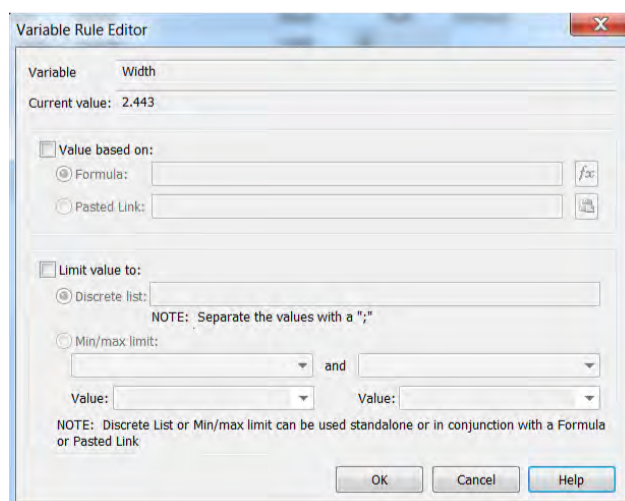 Variable Rule Editor
X
Variable Width
Current value: 2.443
Value based on:
Formula:
fx
Pasted Link:
Limit value to:
Discrete list:
NOTE: Separate the values with a ";"
Min/max limit:
and
Value: Value:
NOTE: Discrete List or Min/max limit can be used standalone or in conjunction with a Formula
or Pasted Link
OK Cancel Help